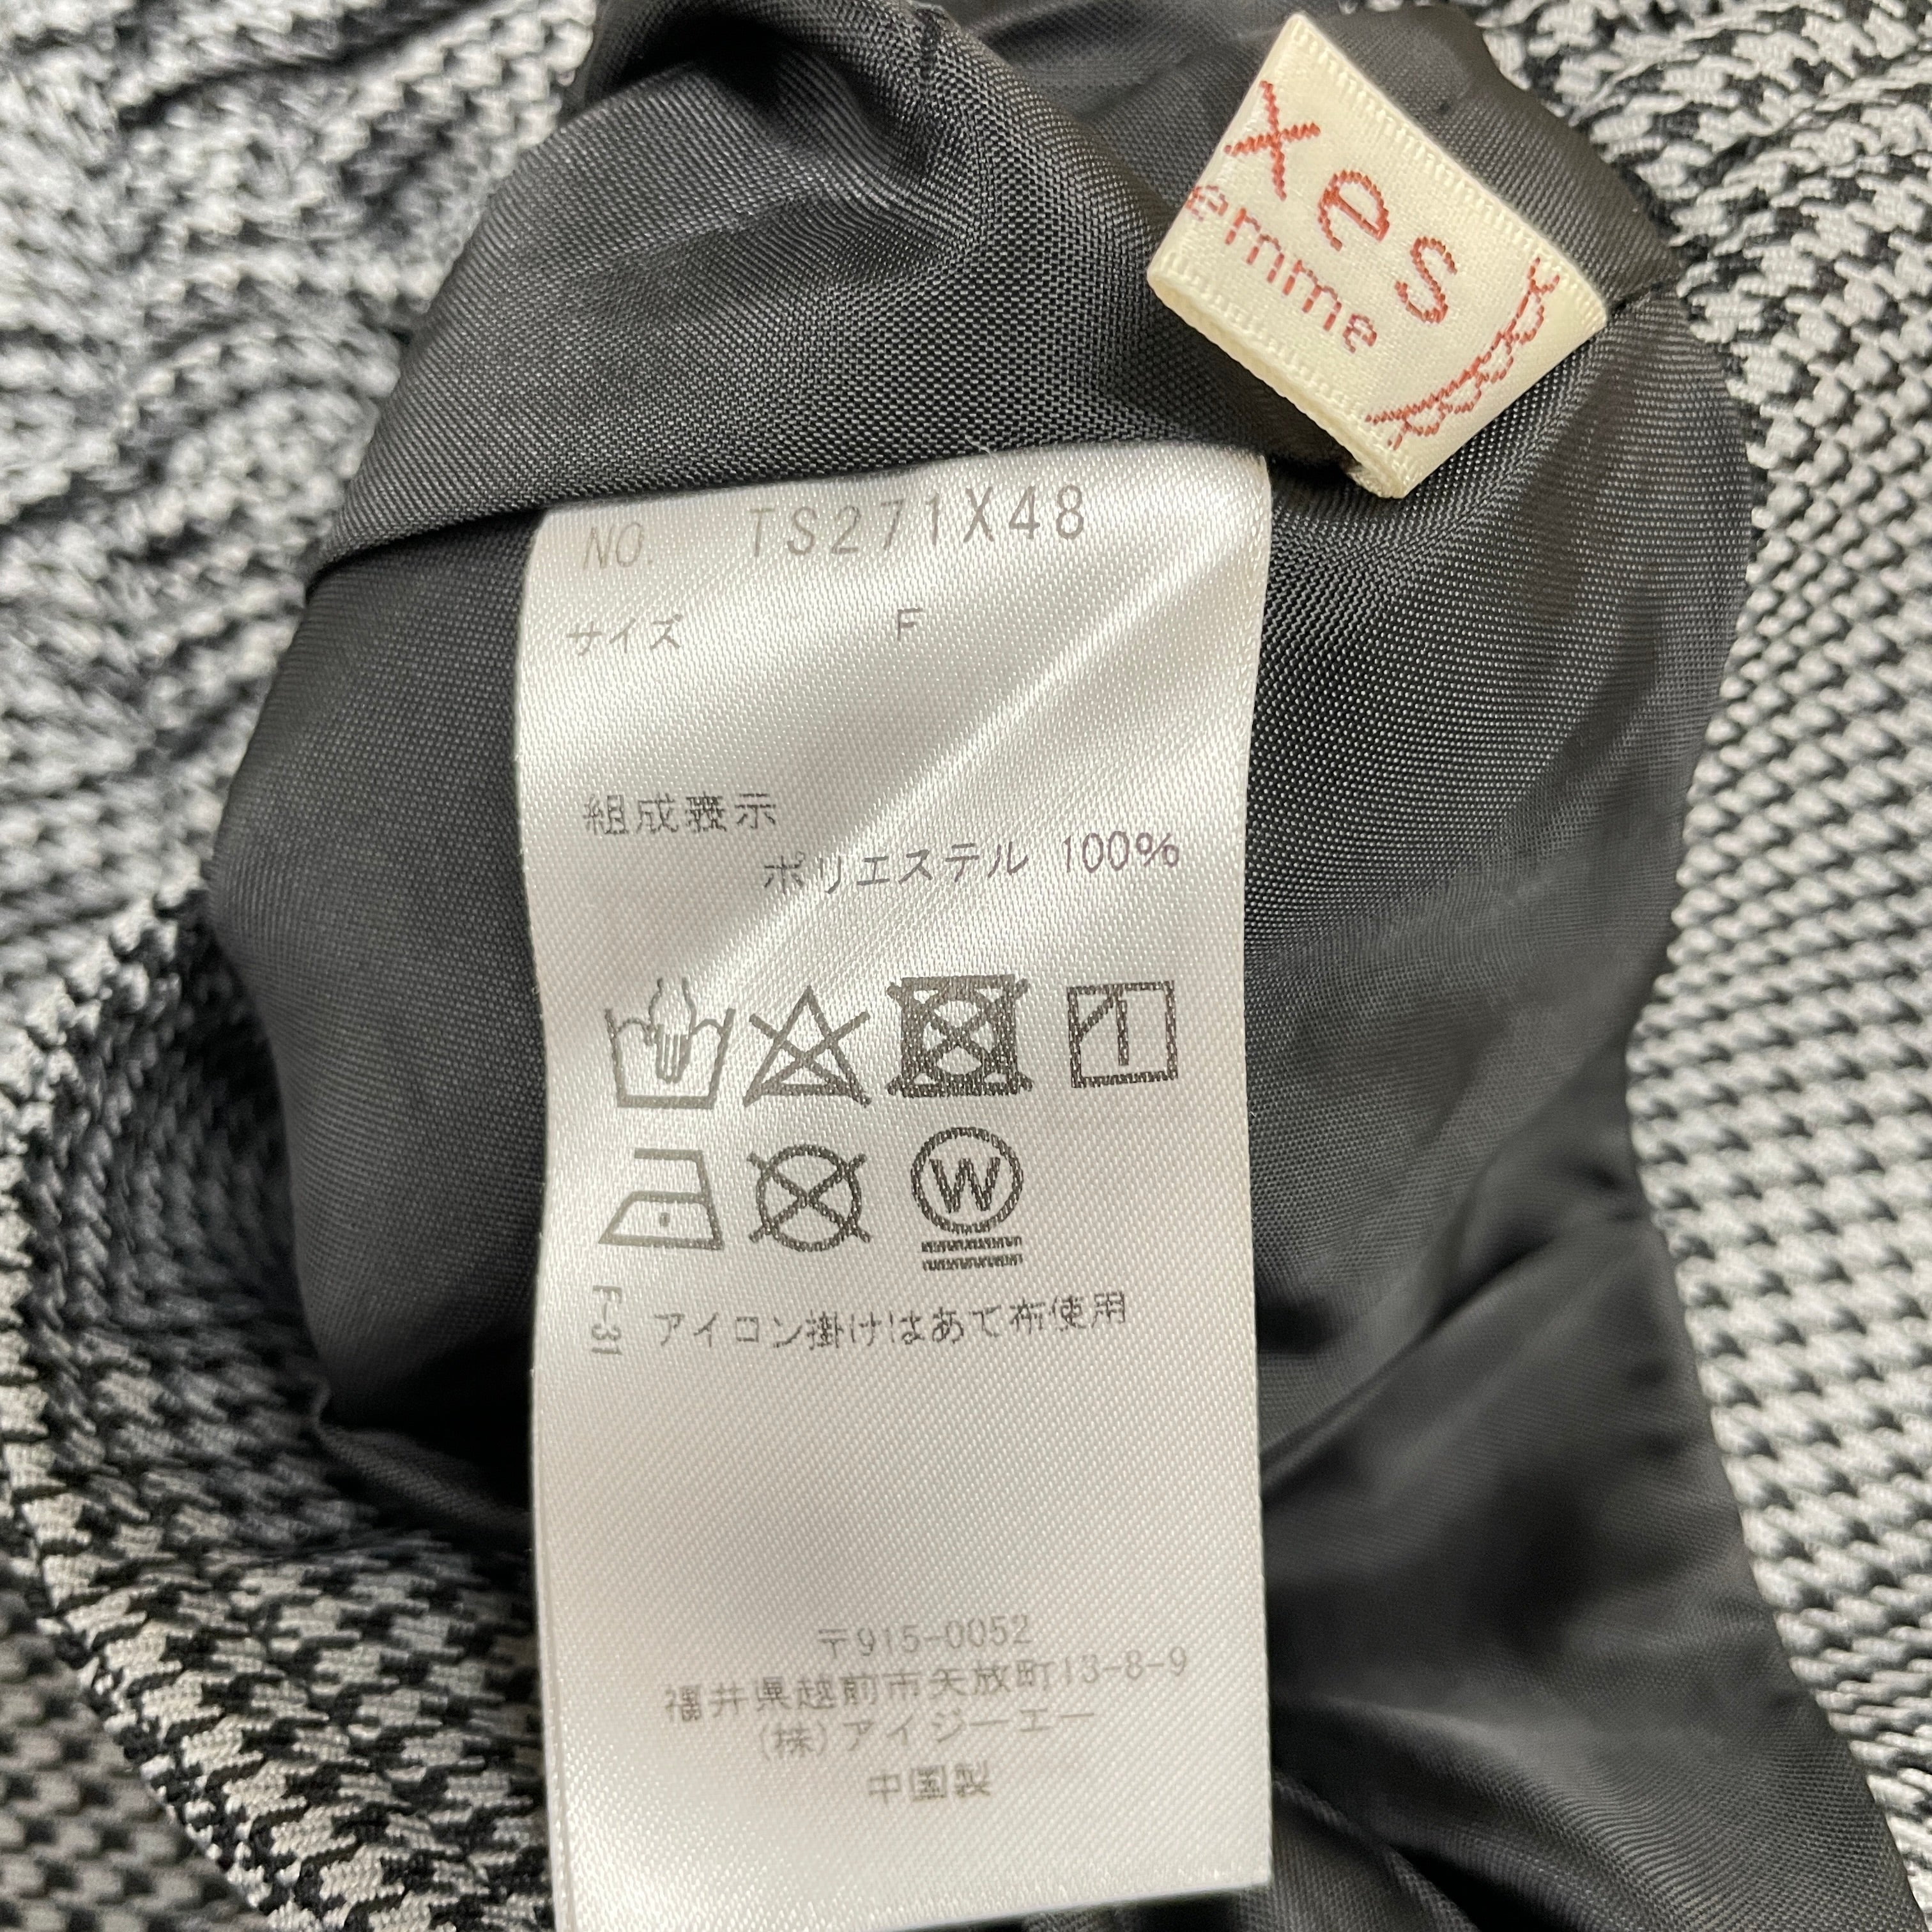 xes
emme
NO. TS271X48
サイズ F
組成表示
ポリエステル 100%
W
F-31 アイロン掛けはあて布使用
〒915-0052
福井県越前市矢放町13-8-9
(株)アイジーエー
中国製